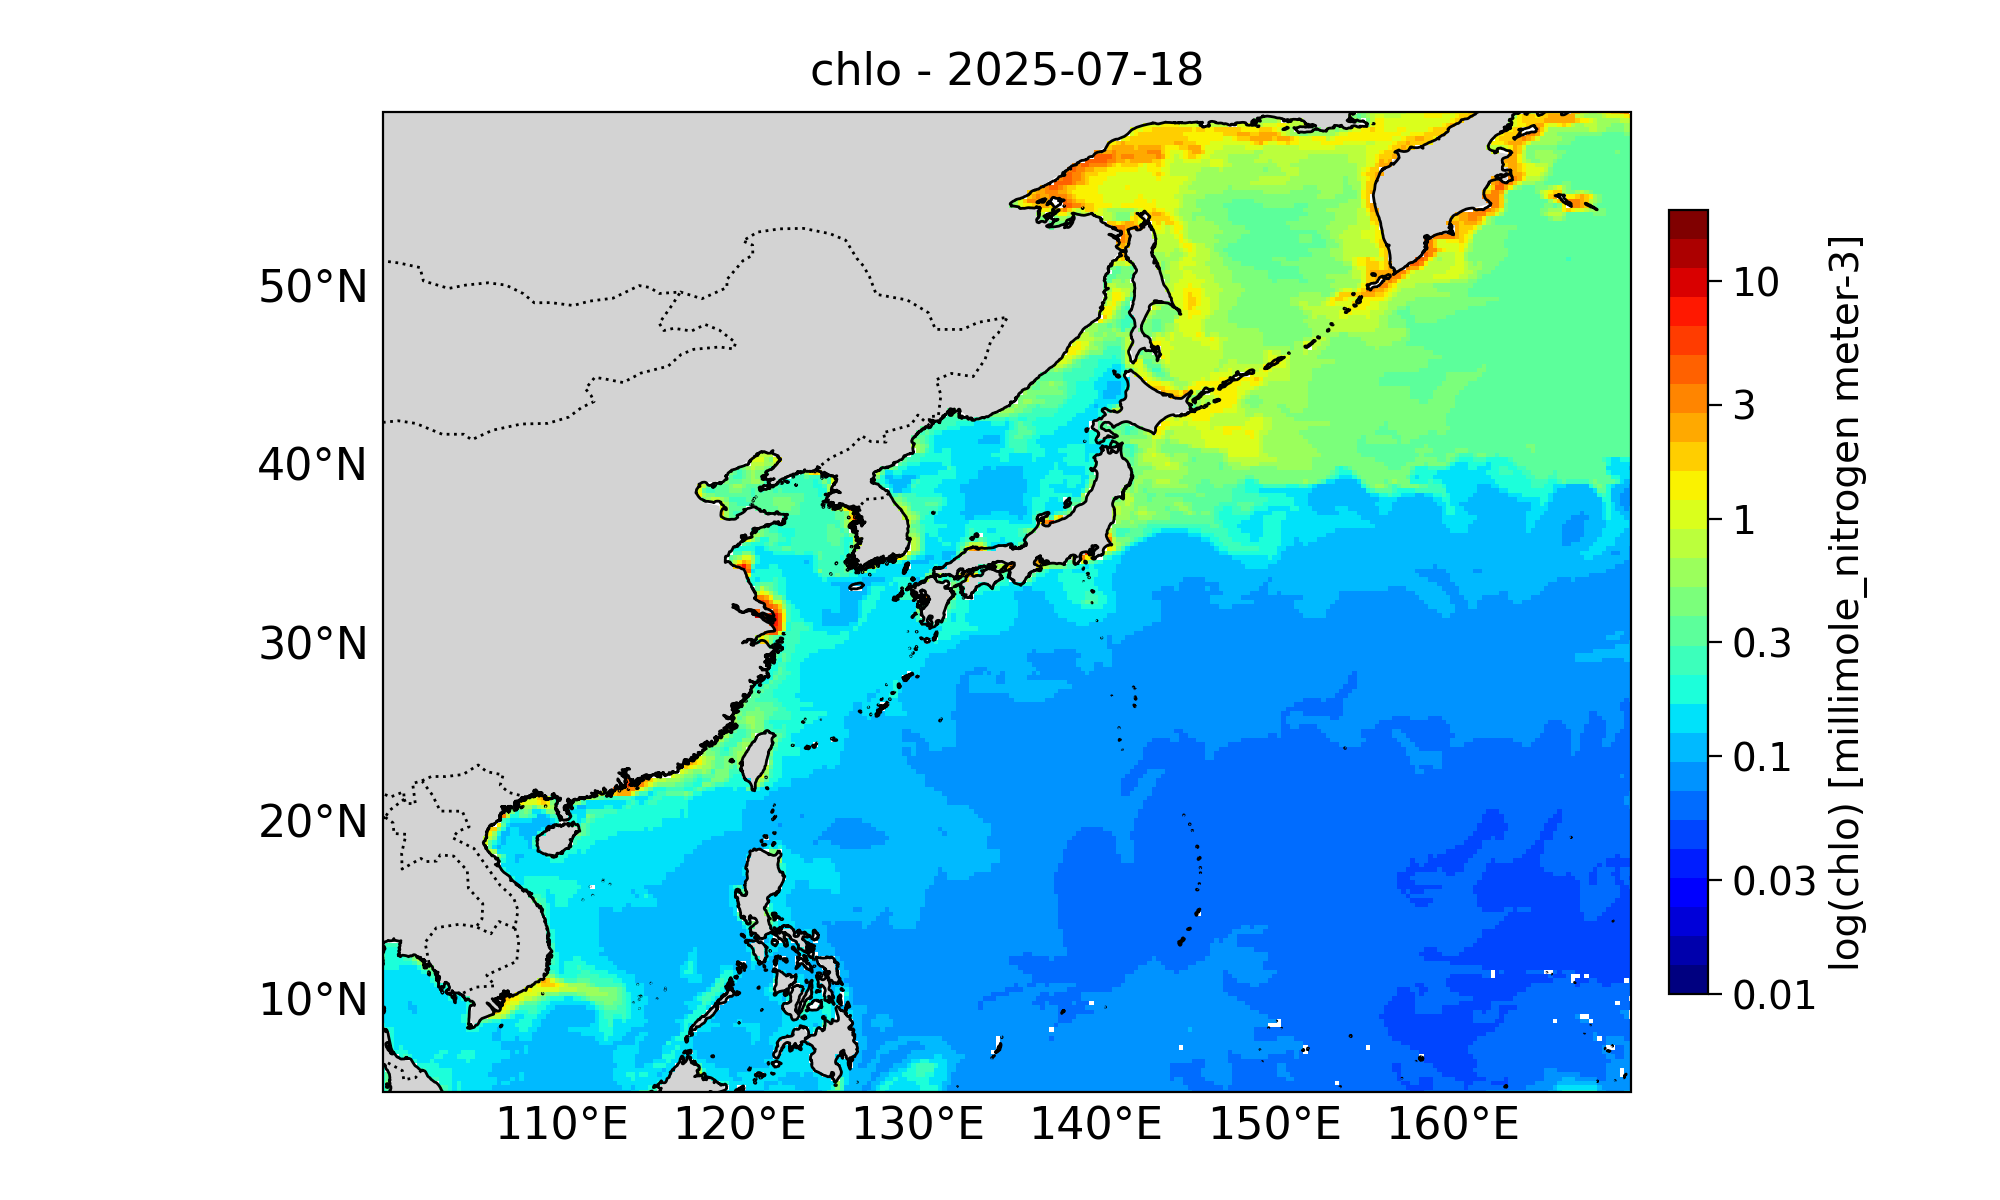 chlo - 2025-07-18
50°N
40°N
30°N
20°N
10°N
110°E
120°E
130°E
140°E
150°E
160°E
10
3
1
0.3
0.1
0.03
0.01
log(chlo) [millimole_nitrogen meter-3]